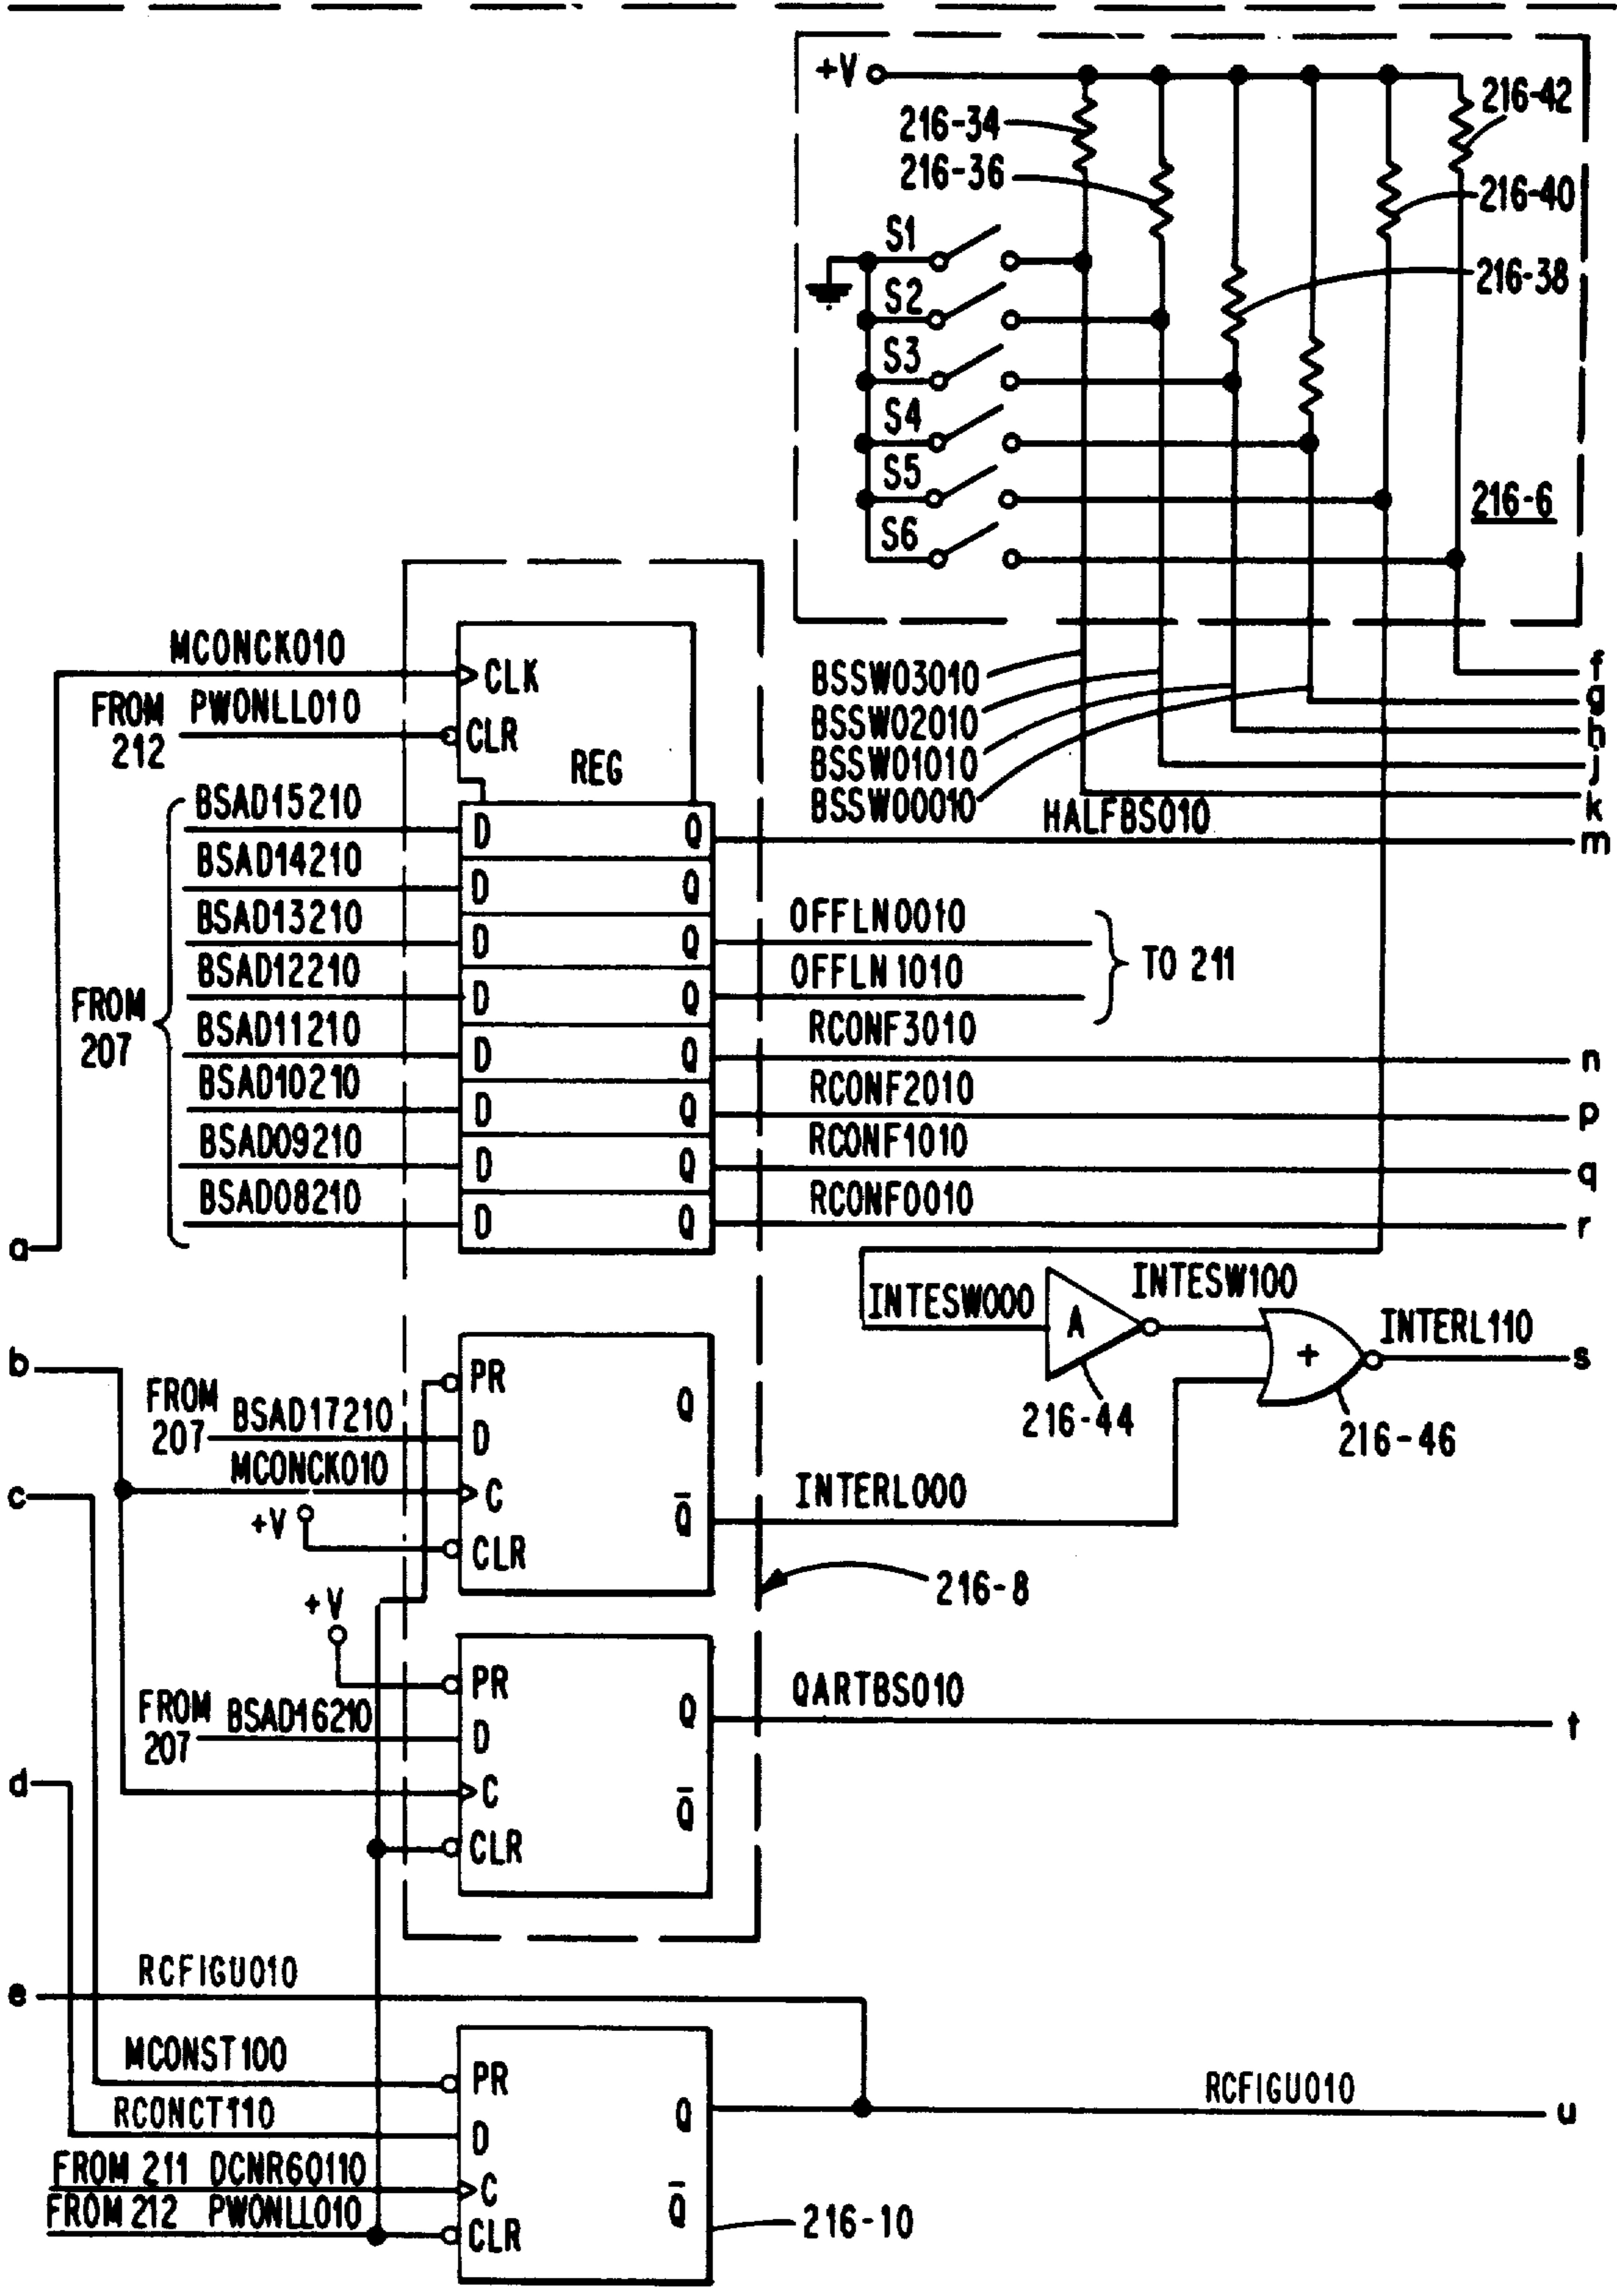 +V
216-34
216-42
216-36
216-40
S1
216-38
S2
S3
S4
S5
216-6
S6
MCONCK010
CLK
BSSW03010
f
FROM 212
PWONLL010
CLR
g
BSSW02010
h
REG
BSSW01010
j
BSSW00010
k
BSAD15210
D
Q
HALFBS010
m
BSAD14210
D
Q
BSAD13210
D
Q
OFFLN0010
BSAD12210
D
Q
OFFLN1010
TO 211
FROM 207
BSAD11210
D
Q
RCONF3010
n
BSAD10210
D
Q
RCONF2010
p
BSAD09210
D
Q
RCONF1010
q
BSAD08210
D
Q
RCONF0010
r
a
INTESW000
A
INTESW100
+
INTERL110
s
216-44
216-46
b
PR
Q
FROM 207
BSAD17210
D
MCONCK010
C
c
+V
Q̅
INTERL000
CLR
216-8
+V
PR
Q
QARTBS010
t
FROM 207
BSAD16210
D
d
C
Q̅
CLR
e
RCFIGU010
MCONST100
PR
RCONCT110
D
Q
RCFIGU010
u
FROM 211 DCNR60110
C
Q̅
FROM 212 PWONLL010
CLR
216-10